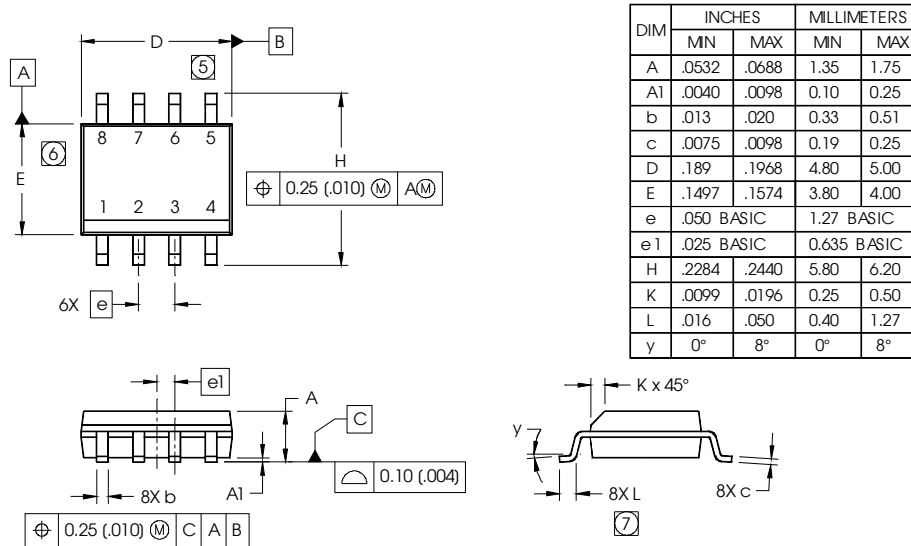 D
B
5
A
8 7 6 5
6
E
H
⌖ 0.25 (.010) Ⓜ AⓂ
1 2 3 4
6X e
e1
A
C
8X b
A1
⌓ 0.10 (.004)
⌖ 0.25 (.010) Ⓜ C A B
DIM INCHES MILLIMETERS
MIN MAX MIN MAX
A .0532 .0688 1.35 1.75
A1 .0040 .0098 0.10 0.25
b .013 .020 0.33 0.51
c .0075 .0098 0.19 0.25
D .189 .1968 4.80 5.00
E .1497 .1574 3.80 4.00
e .050 BASIC 1.27 BASIC
e1 .025 BASIC 0.635 BASIC
H .2284 .2440 5.80 6.20
K .0099 .0196 0.25 0.50
L .016 .050 0.40 1.27
y 0° 8° 0° 8°
K x 45°
y
8X L
8X c
7